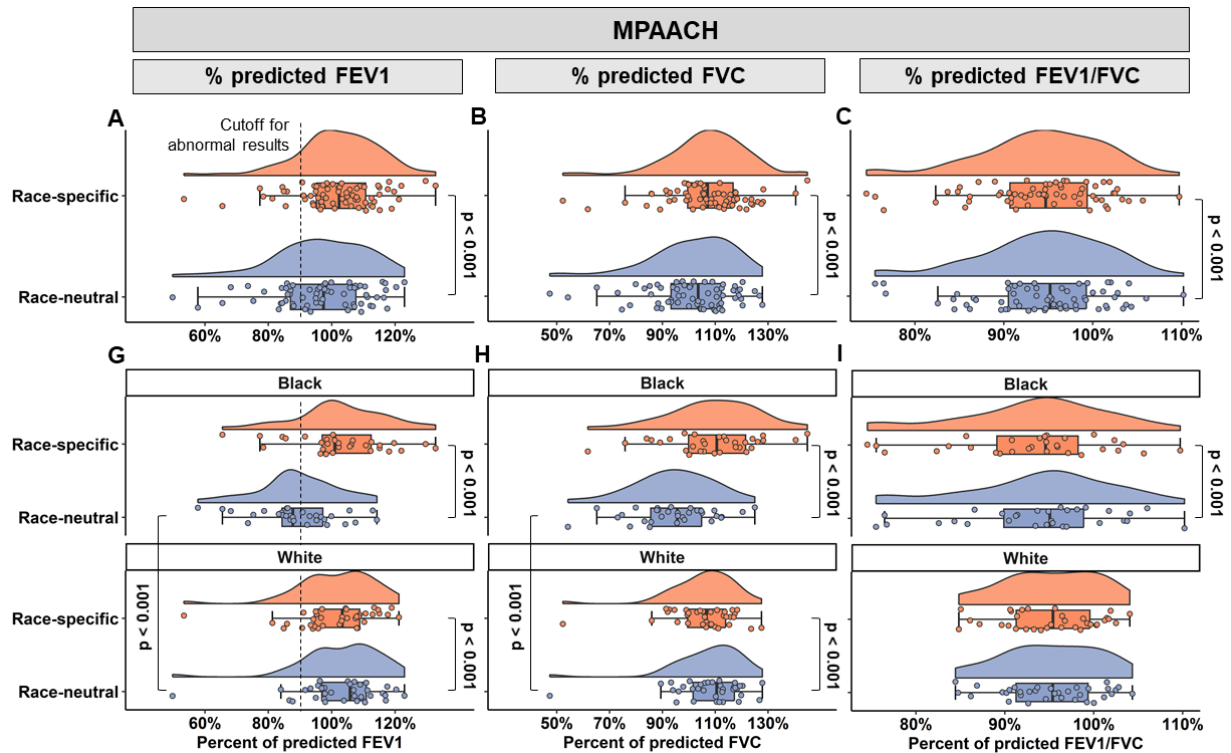 MPAACH
% predicted FEV1
% predicted FVC
% predicted FEV1/FVC
A
B
C
Cutoff for
abnormal results
Race-specific
Race-neutral
p < 0.001
p < 0.001
p < 0.001
60% 80% 100% 120%
50% 70% 90% 110% 130%
80% 90% 100% 110%
G
H
I
Black
Black
Black
Race-specific
Race-neutral
p < 0.001
p < 0.001
p < 0.001
White
White
White
Race-specific
Race-neutral
p < 0.001
p < 0.001
p < 0.001
p < 0.001
60% 80% 100% 120%
50% 70% 90% 110% 130%
80% 90% 100% 110%
Percent of predicted FEV1
Percent of predicted FVC
Percent of predicted FEV1/FVC